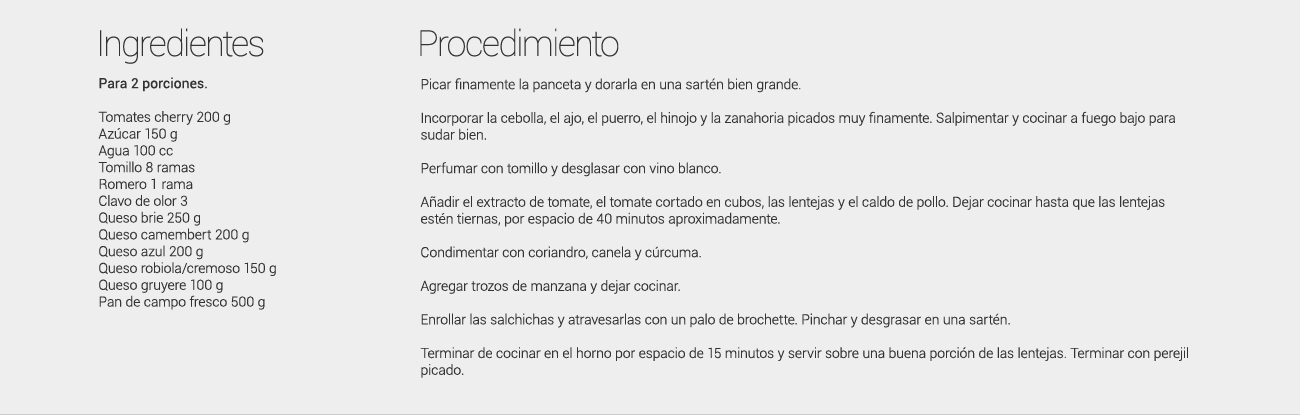 Ingredientes
Para 2 porciones.
Tomates cherry 200 g
Azúcar 150 g
Agua 100 cc
Tomillo 8 ramas
Romero 1 rama
Clavo de olor 3
Queso brie 250 g
Queso camembert 200 g
Queso azul 200 g
Queso robiola/cremoso 150 g
Queso gruyere 100 g
Pan de campo fresco 500 g
Procedimiento
Picar finamente la panceta y dorarla en una sartén bien grande.
Incorporar la cebolla, el ajo, el puerro, el hinojo y la zanahoria picados muy finamente. Salpimentar y cocinar a fuego bajo para
sudar bien.
Perfumar con tomillo y desglasar con vino blanco.
Añadir el extracto de tomate, el tomate cortado en cubos, las lentejas y el caldo de pollo. Dejar cocinar hasta que las lentejas
estén tiernas, por espacio de 40 minutos aproximadamente.
Condimentar con coriandro, canela y cúrcuma.
Agregar trozos de manzana y dejar cocinar.
Enrollar las salchichas y atravesarlas con un palo de brochette. Pinchar y desgrasar en una sartén.
Terminar de cocinar en el horno por espacio de 15 minutos y servir sobre una buena porción de las lentejas. Terminar con perejil
picado.